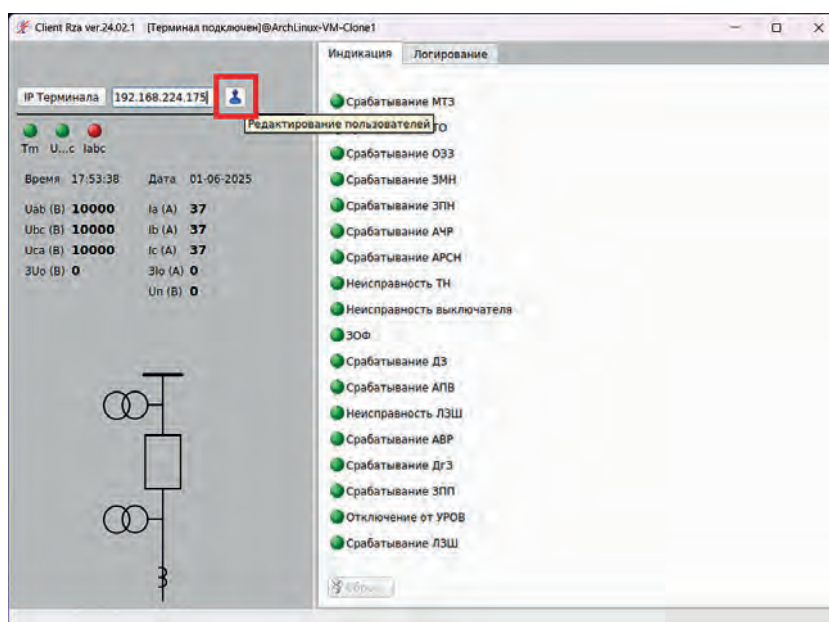 Client Rza ver.24.02.1 [Терминал подключен]@ArchLinux-VM-Clone1
Индикация Логирование
IP Терминала 192.168.224.175
Редактирование пользователей
Tm U...c Iabc
Время 17:53:38 Дата 01-06-2025
Uab (В) 10000 Ia (А) 37
Ubc (В) 10000 Ib (А) 37
Uca (В) 10000 Ic (А) 37
3Uo (В) 0 3Io (А) 0
Un (В) 0
Срабатывание МТЗ
ТО
Срабатывание ОЗЗ
Срабатывание ЗМН
Срабатывание ЗПН
Срабатывание АЧР
Срабатывание АРСН
Неисправность ТН
Неисправность выключателя
ЗОФ
Срабатывание ДЗ
Срабатывание АПВ
Неисправность ЛЗШ
Срабатывание АВР
Срабатывание ДгЗ
Срабатывание ЗПП
Отключение от УРОВ
Срабатывание ЛЗШ